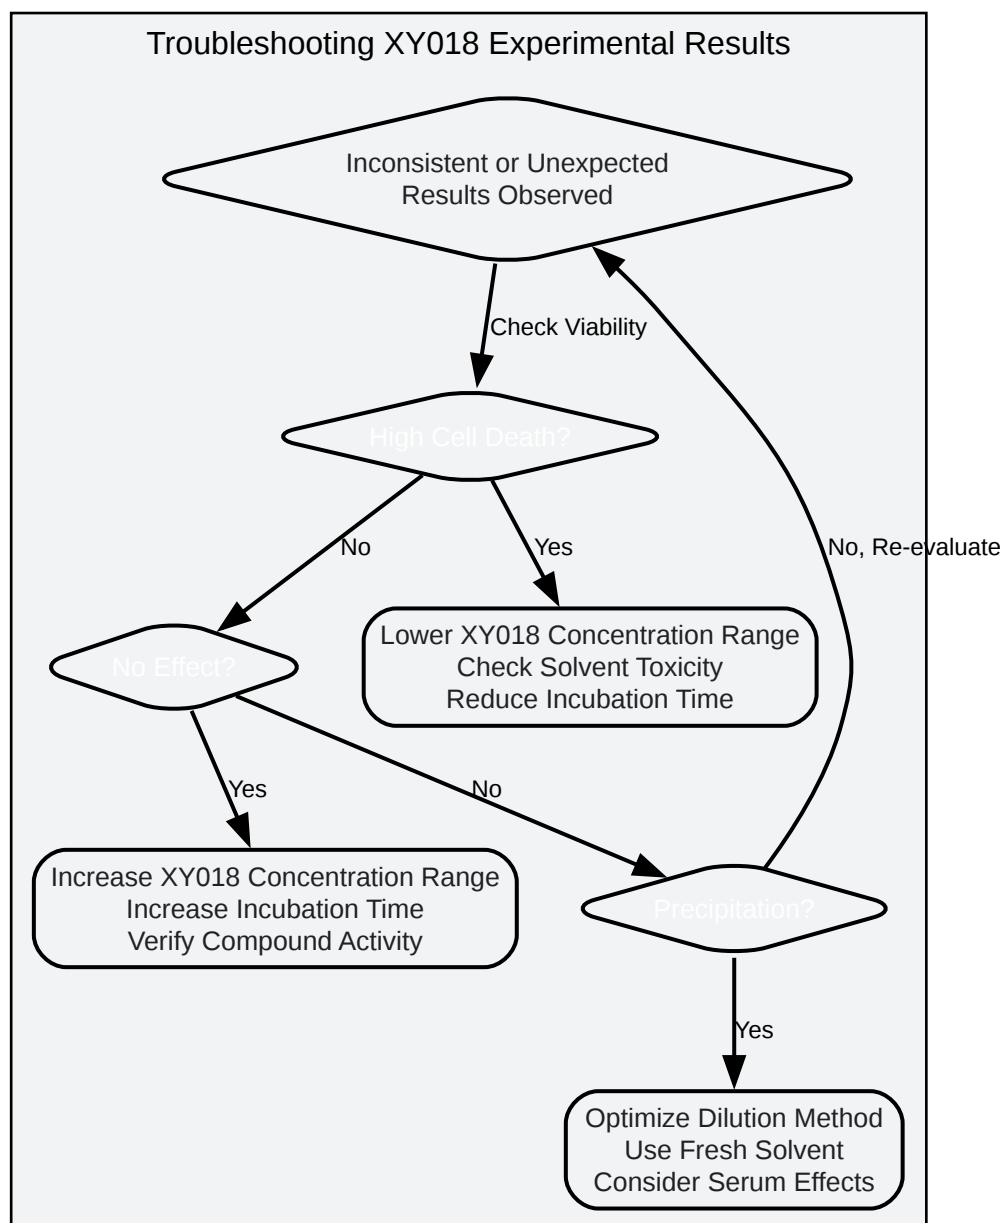 Troubleshooting XY018 Experimental Results
Inconsistent or Unexpected
Results Observed
Check Viability
High Cell Death?
No
Yes
No, Re-evaluate
Lower XY018 Concentration Range
Check Solvent Toxicity
Reduce Incubation Time
No Effect?
Yes
No
Increase XY018 Concentration Range
Increase Incubation Time
Verify Compound Activity
Precipitation?
Yes
Optimize Dilution Method
Use Fresh Solvent
Consider Serum Effects